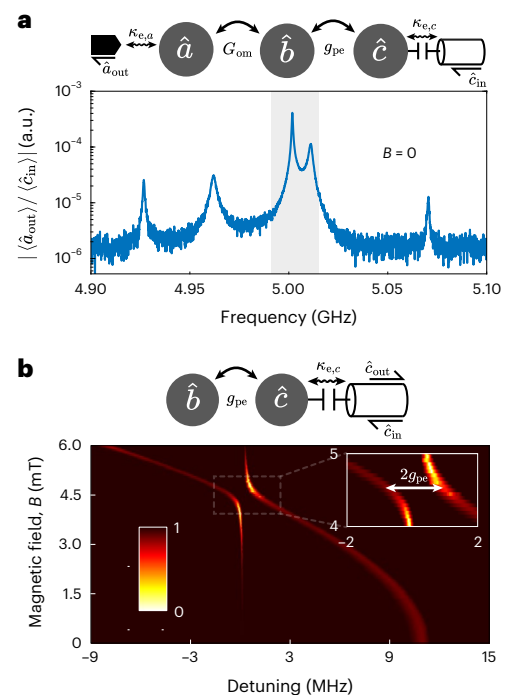 a
κe,a
âout
â
Gom
b̂
gpe
ĉ
κe,c
ĉin
10⁻³
10⁻⁴
10⁻⁵
10⁻⁶
|⟨âout⟩/⟨ĉin⟩| (a.u.)
B = 0
4.90 4.95 5.00 5.05 5.10
Frequency (GHz)
b
b̂
gpe
ĉ
κe,c
ĉout
ĉin
6.0
4.5
3.0
1.5
0
Magnetic field, B (mT)
1
0
5
4
2gpe
−2 2
−9 −3 3 9 15
Detuning (MHz)